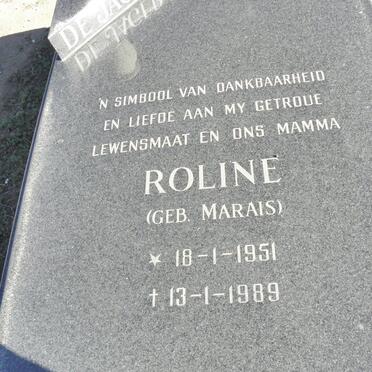 'N SIMBOOL VAN DANKBAARHEID
EN LIEFDE AAN MY GETROUE
LEWENSMAAT EN ONS MAMMA
ROLINE
(GEB. MARAIS)
* 18-1-1951
† 13-1-1989